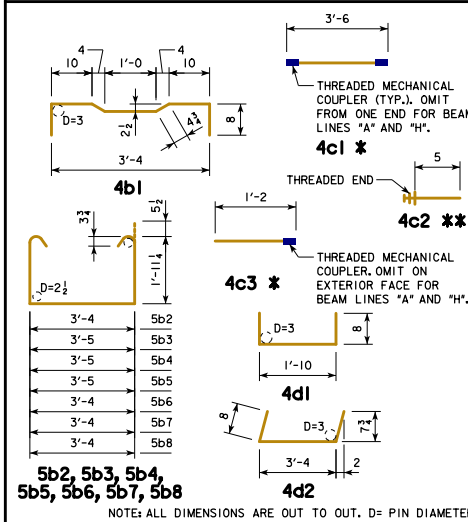 10 4 1'-0 4 10
D=3
2 1/2
4 3/4
8
3'-4
4b1
3'-6
THREADED MECHANICAL
COUPLER (TYP.). OMIT
FROM ONE END FOR BEAM
LINES "A" AND "H".
4c1 *
THREADED END
5
4c2 **
1'-2
THREADED MECHANICAL
COUPLER. OMIT ON
EXTERIOR FACE FOR
BEAM LINES "A" AND "H".
4c3 *
3 3/4
5 1/2
1'-11 1/4
D=2 1/2
3'-4 5b2
3'-5 5b3
3'-5 5b4
3'-5 5b5
3'-4 5b6
3'-4 5b7
3'-4 5b8
5b2, 5b3, 5b4,
5b5, 5b6, 5b7, 5b8
D=3
8
1'-10
4d1
8
D=3
7 3/4
3'-4 2
4d2
NOTE: ALL DIMENSIONS ARE OUT TO OUT. D= PIN DIAMETER